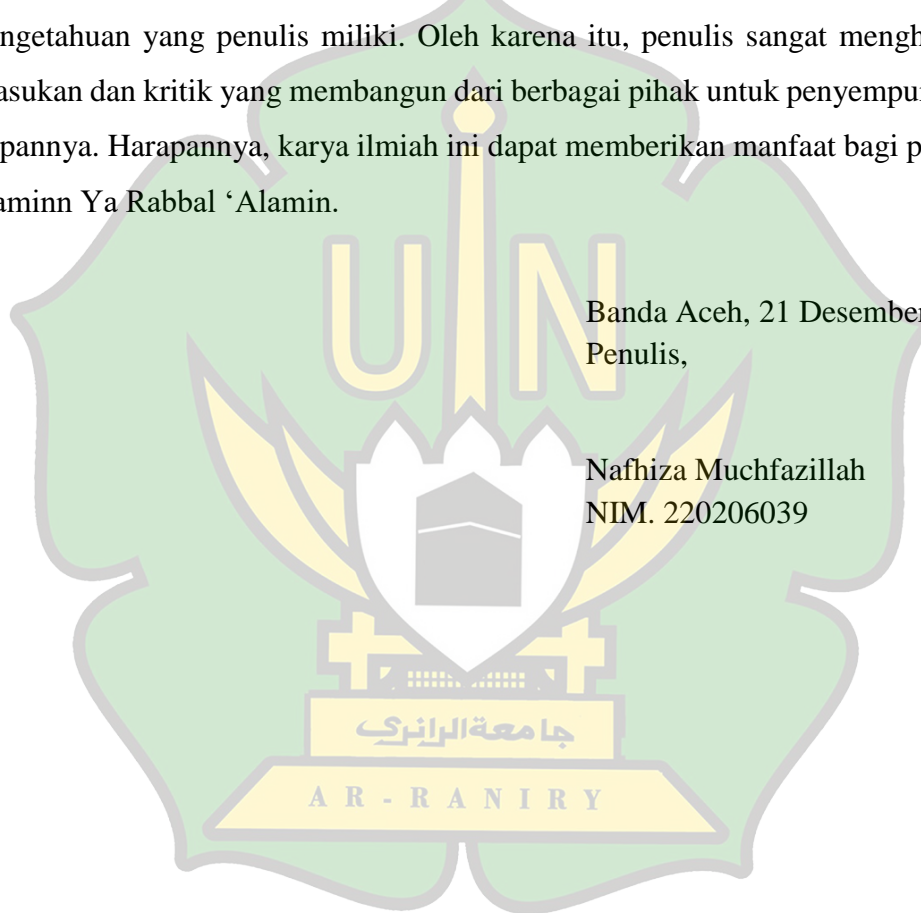 ngetahuan yang penulis miliki. Oleh karena itu, penulis sangat mengh
asukan dan kritik yang membangun dari berbagai pihak untuk penyempu
pannya. Harapannya, karya ilmiah ini dapat memberikan manfaat bagi p
aminn Ya Rabbal ‘Alamin.
UIN
Banda Aceh, 21 Desember
Penulis,
Nafhiza Muchfazillah
NIM. 220206039
جامعةالرانري
AR-RANIRY